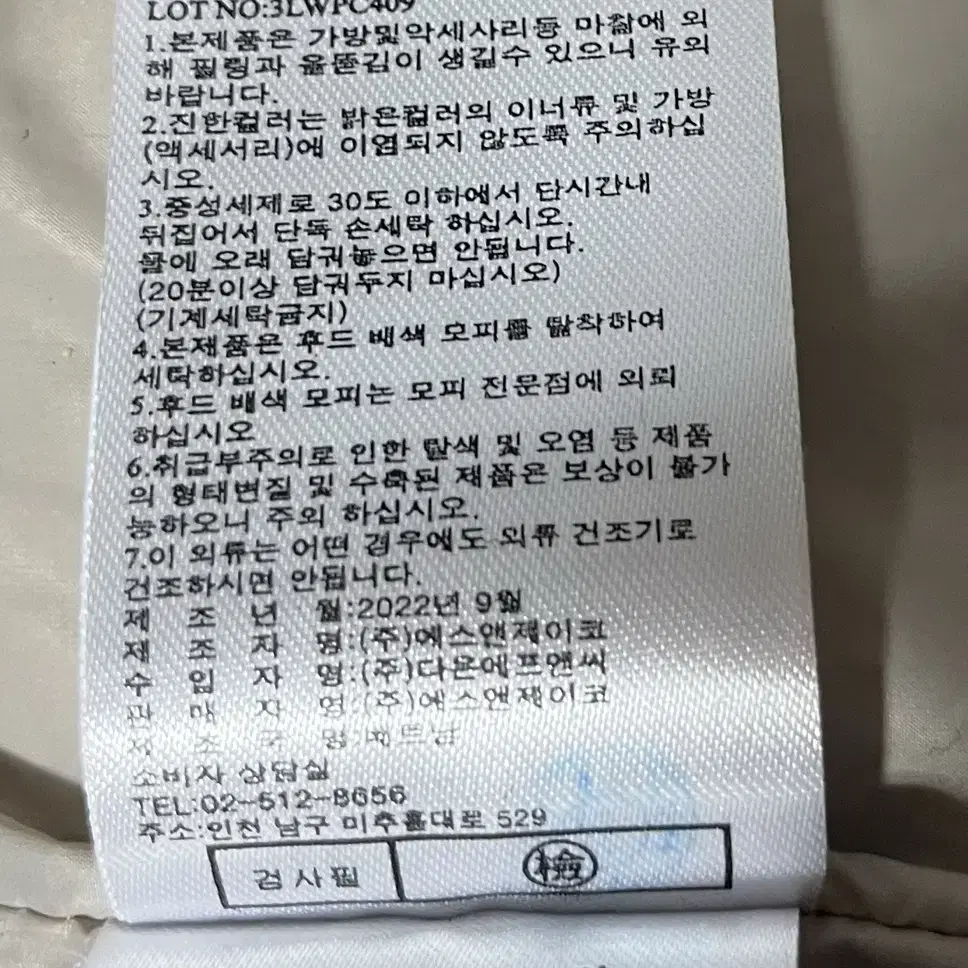 LOT NO:3LWPC409
1.본제품은 가방및악세사리등 마찰에 의
해 필링과 올뜯김이 생길수 있으니 유의
바랍니다.
2.진한컬러는 밝은컬러의 이너류 및 가방
(액세서리)에 이염되지 않도록 주의하십
시오.
3.중성세제로 30도 이하에서 단시간내
뒤집어서 단독 손세탁 하십시오.
물에 오래 담궈놓으면 안됩니다.
(20분이상 담궈두지 마십시오)
(기계세탁금지)
4.본제품은 후드 배색 모피를 탈착하여
세탁하십시오.
5.후드 배색 모피는 모피 전문점에 의뢰
하십시오
6.취급부주의로 인한 탈색 및 오염 등 제품
의 형태변질 및 수축된 제품은 보상이 불가
능하오니 주의 하십시오.
7.이 의류는 어떤 경우에도 의류 건조기로
건조하시면 안됩니다.
제 조 년 월:2022년 9월
제 조 자 명:(주)에스앤제이코
수 입 자 명:(주)다온에프앤씨
판 매 자 명:(주)에스앤제이코
제 조 국 명:베트남
소비자 상담실
TEL:02-512-8656
주소:인천 남구 미추홀대로 529
검사필 檢